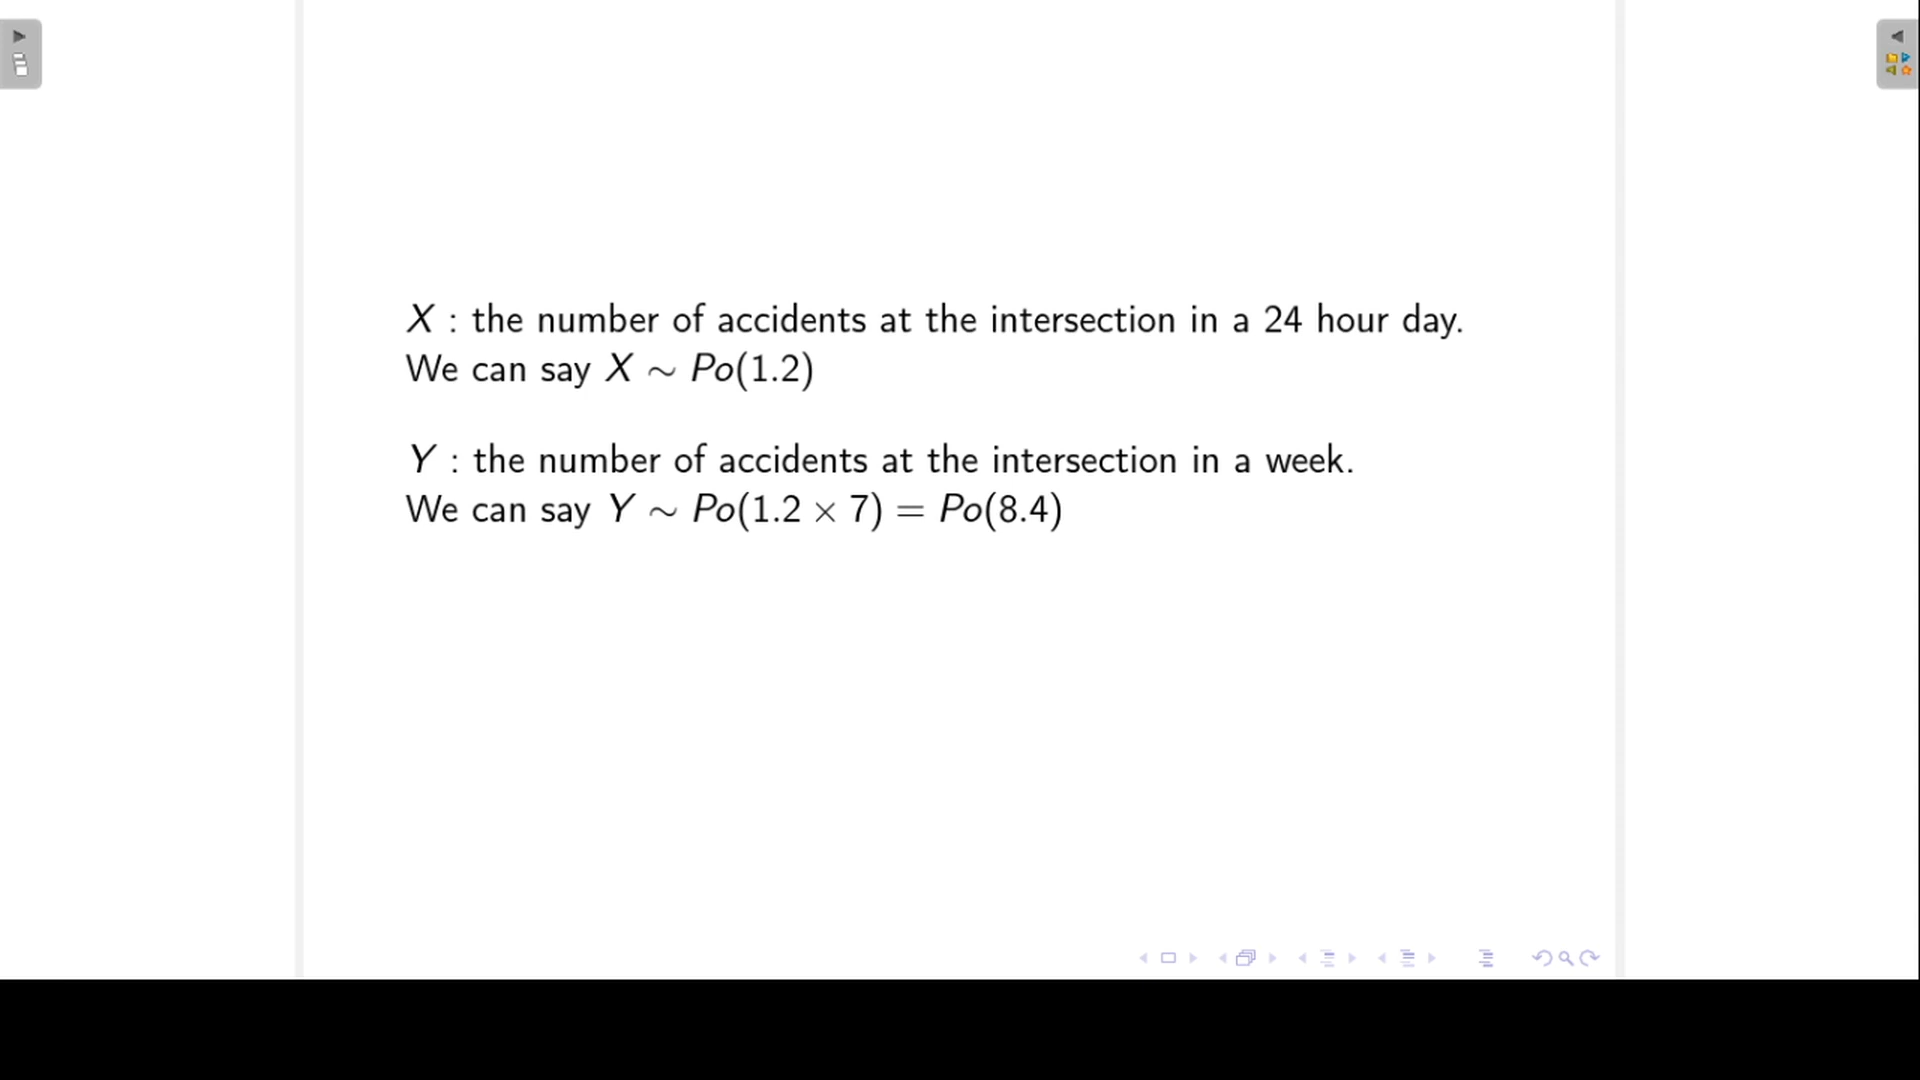 X : the number of accidents at the intersection in a 24 hour day.
We can say X ∼ Po(1.2)
Y : the number of accidents at the intersection in a week.
We can say Y ∼ Po(1.2 × 7) = Po(8.4)